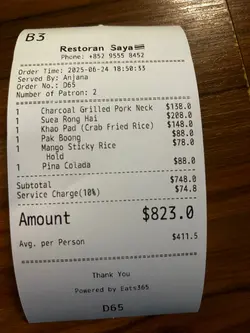 B3
Restoran Saya
Phone: +852 9555 8452
Order Time: 2025-06-24 18:50:33
Served By: Anjana
Order No.: D65
Number of Patron: 2
1 Charcoal Grilled Pork Neck $138.0
1 Suea Rong Hai $208.0
1 Khao Pad (Crab Fried Rice) $148.0
1 Pak Boong $88.0
1 Mango Sticky Rice $78.0
Hold
1 Pina Colada $88.0
Subtotal $748.0
Service Charge(10%) $74.8
Amount $823.0
Avg. per Person $411.5
Thank You
Powered by Eats365
D65